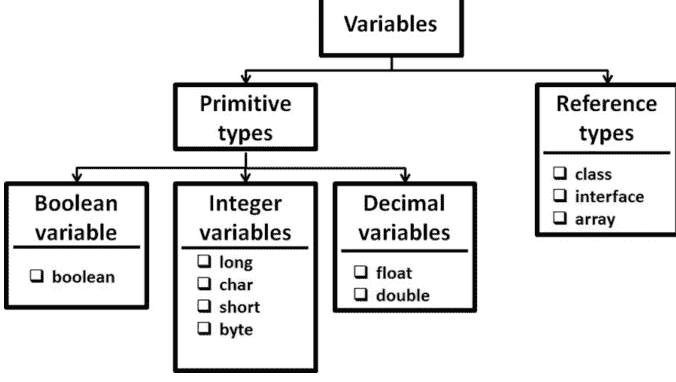 Variables
Primitive
types
Reference
types
❑ class
❑ interface
❑ array
Boolean
variable
❑ boolean
Integer
variables
❑ long
❑ char
❑ short
❑ byte
Decimal
variables
❑ float
❑ double